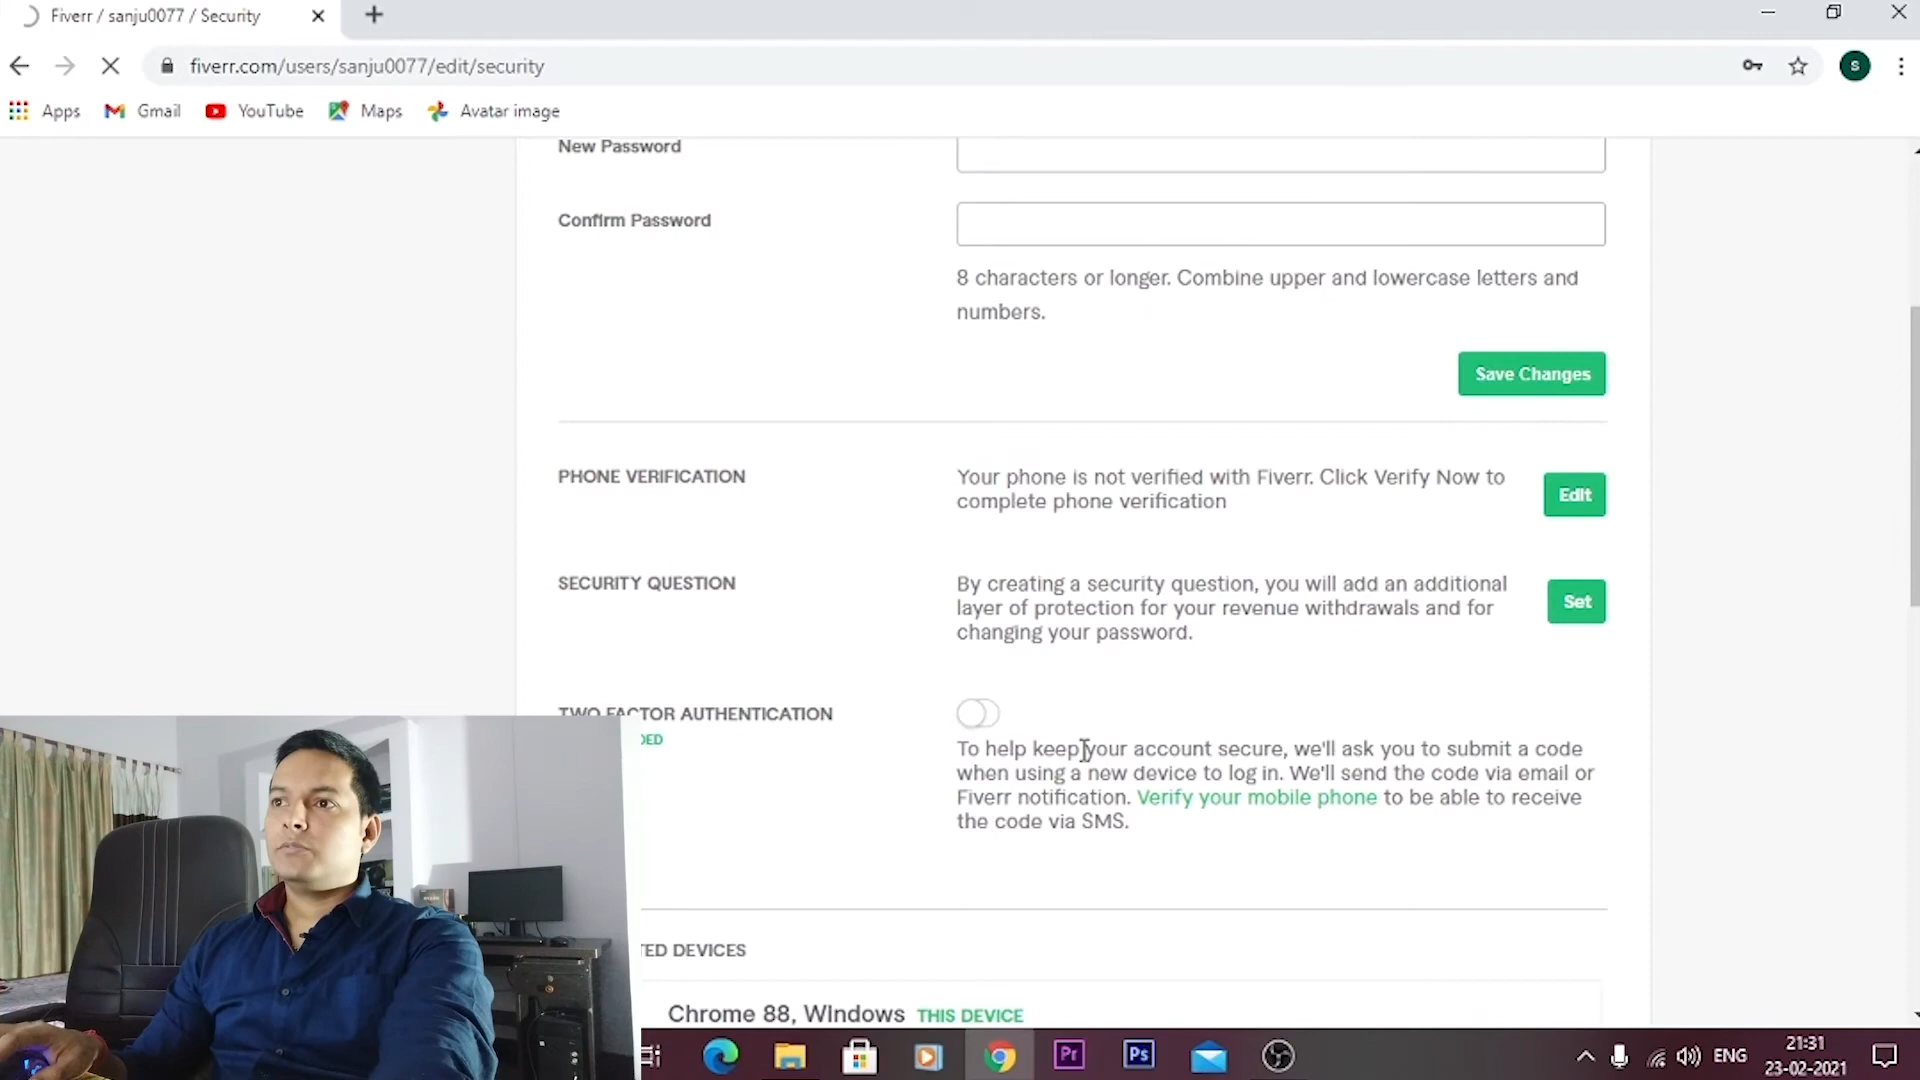 Fiverr / sanju0077 / Security
fiverr.com/users/sanju0077/edit/security
S
Apps Gmail YouTube Maps Avatar image
New Password
Confirm Password
8 characters or longer. Combine upper and lowercase letters and
numbers.
Save Changes
PHONE VERIFICATION
Your phone is not verified with Fiverr. Click Verify Now to
complete phone verification
Edit
SECURITY QUESTION
By creating a security question, you will add an additional
layer of protection for your revenue withdrawals and for
changing your password.
Set
TWO FACTOR AUTHENTICATION
DED
To help keep your account secure, we'll ask you to submit a code
when using a new device to log in. We'll send the code via email or
Fiverr notification. Verify your mobile phone to be able to receive
the code via SMS.
TED DEVICES
Chrome 88, Windows THIS DEVICE
Pr Ps ENG 21:31
23-02-2021